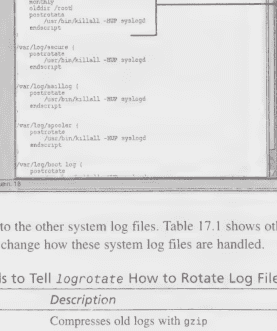 monthly
olddir /root
postrotate
/usr/bin/killall -HUP syslogd
endscript
/var/log/secure {
postrotate
/usr/bin/killall -HUP syslogd
endscript
/var/log/maillog {
postrotate
/usr/bin/killall -HUP syslogd
endscript
/var/log/spooler {
postrotate
/usr/bin/killall -HUP syslogd
endscript
/var/log/boot log {
postrotate
to the other system log files. Table 17.1 shows oth
change how these system log files are handled.
ds to Tell logrotate How to Rotate Log File
Description
Compresses old logs with gzip